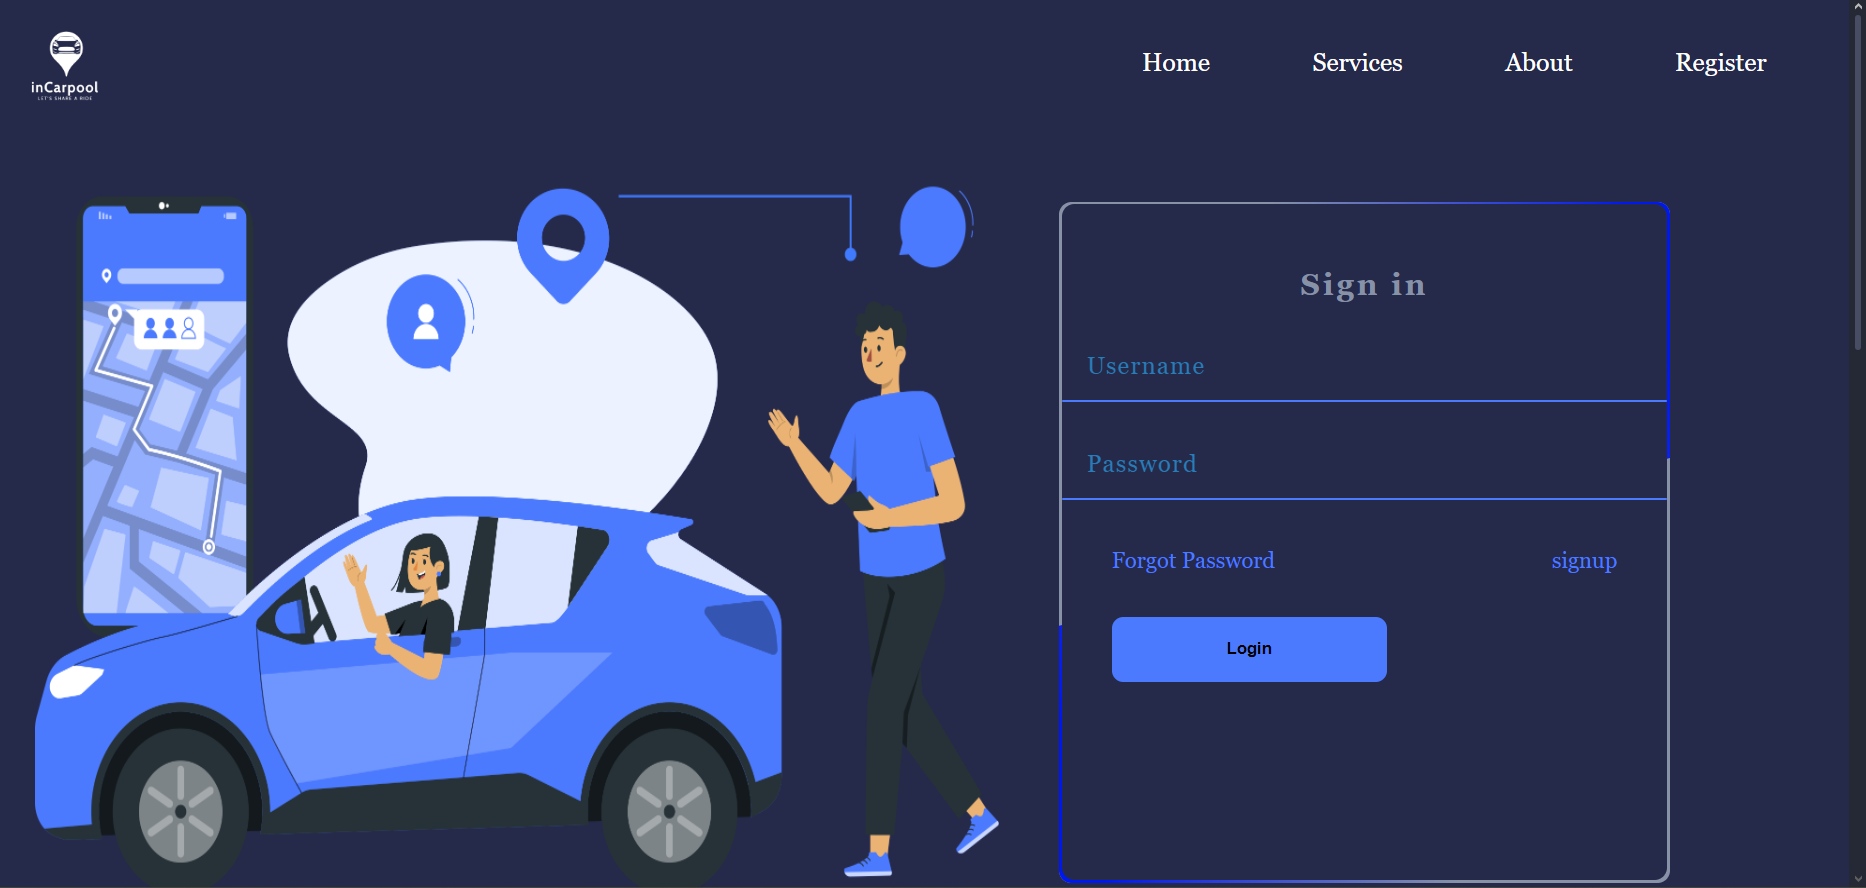 inCarpool
LET'S SHARE A RIDE
Home
Services
About
Register
Sign in
Username
Password
Forgot Password
signup
Login